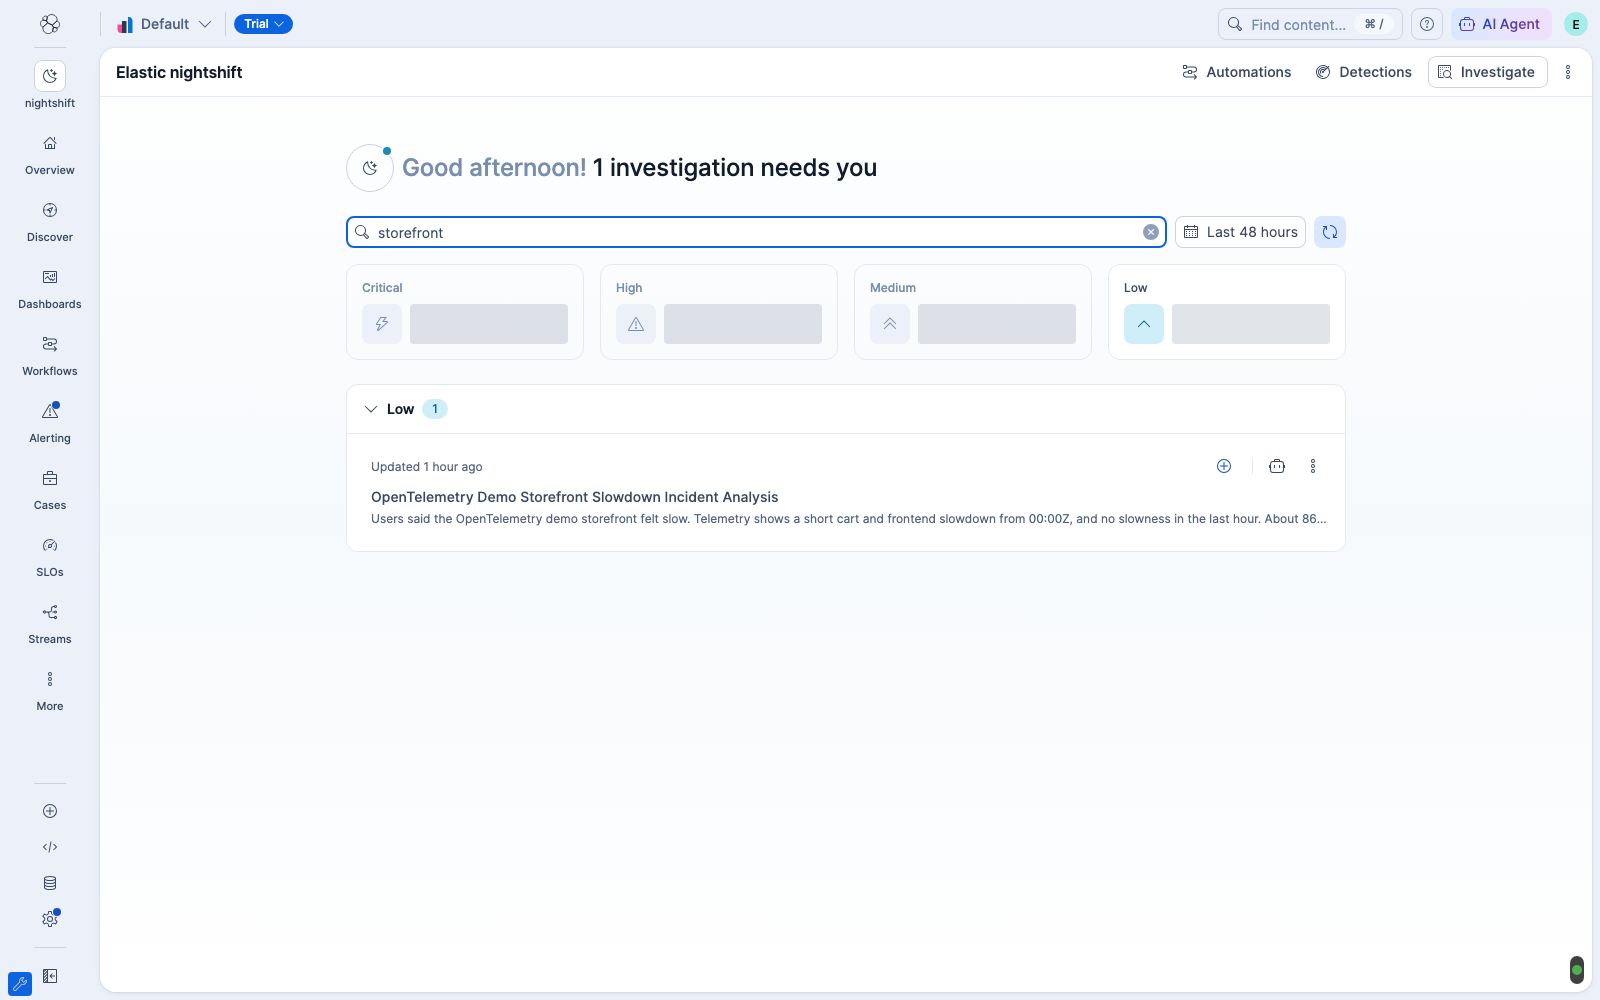 Default
Trial
Find content...
⌘ /
AI Agent
E
Elastic nightshift
Automations
Detections
Investigate
nightshift
Overview
Discover
Dashboards
Workflows
Alerting
Cases
SLOs
Streams
More
Good afternoon! 1 investigation needs you
storefront
Last 48 hours
Critical
High
Medium
Low
Low 1
Updated 1 hour ago
OpenTelemetry Demo Storefront Slowdown Incident Analysis
Users said the OpenTelemetry demo storefront felt slow. Telemetry shows a short cart and frontend slowdown from 00:00Z, and no slowness in the last hour. About 86...